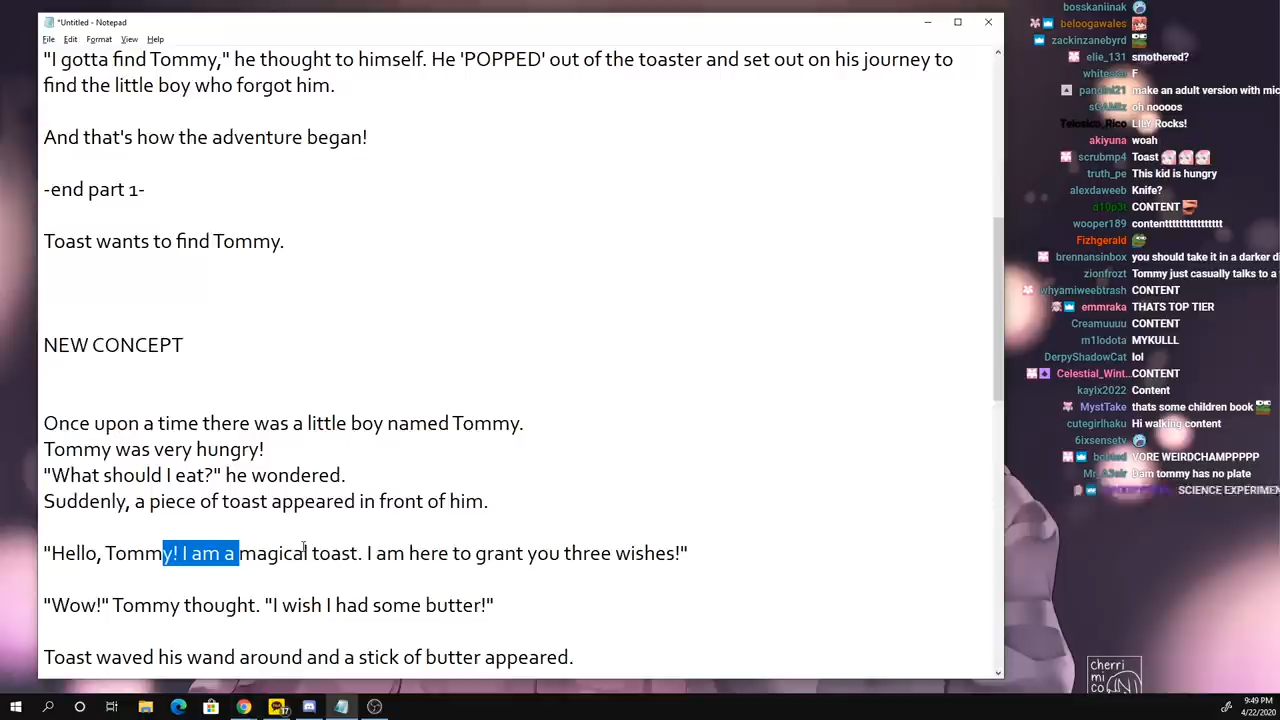 *Untitled - Notepad
File Edit Format View Help
"I gotta find Tommy," he thought to himself. He 'POPPED' out of the toaster and set out on his journey to
find the little boy who forgot him.
And that's how the adventure began!
-end part 1-
Toast wants to find Tommy.
NEW CONCEPT
Once upon a time there was a little boy named Tommy.
Tommy was very hungry!
"What should I eat?" he wondered.
Suddenly, a piece of toast appeared in front of him.
"Hello, Tommy! I am a magical toast. I am here to grant you three wishes!"
"Wow!" Tommy thought. "I wish I had some butter!"
Toast waved his wand around and a stick of butter appeared.
bosskaniinak
beloogawales
zackinzanebyrd
elie_131 smothered?
F
make an adult version with mic
oh noooos
LILY Rocks!
akiyuna woah
scrubmp4 Toast
truth_pe This kid is hungry
alexdaweb Knife?
CONTENT
wooper189 contentttttttttttttttt
Fizhgerald
brennansinbox you should take it in a darker di
zionfrozt Tommy just casually talks to a
whyamiweebtrash CONTENT
emmraka THATS TOP TIER
Creamuuuu CONTENT
m1lodota MYKULLL
DerpyShadowCat lol
Celestial_Wint... CONTENT
kaylx2022 Content
MystTake thats some children book
cutegirlhaku Hi walking content
6ixsensetv
VORE WEIRDCHAMPPPPP
Dam tommy has no plate
SCIENCE EXPERIMEN
cherri
mi
co
17
9:49 PM
4/22/2020